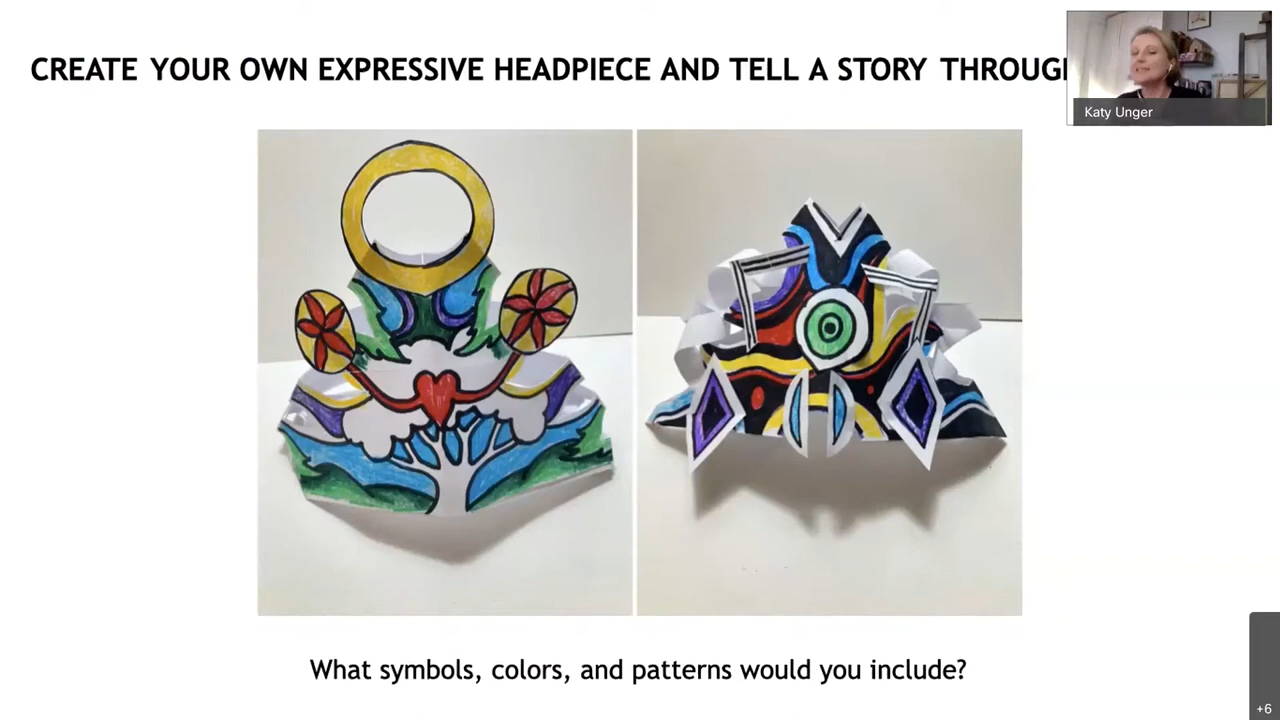 CREATE YOUR OWN EXPRESSIVE HEADPIECE AND TELL A STORY
Katy Unger
What symbols, colors, and patterns would you include?
+6